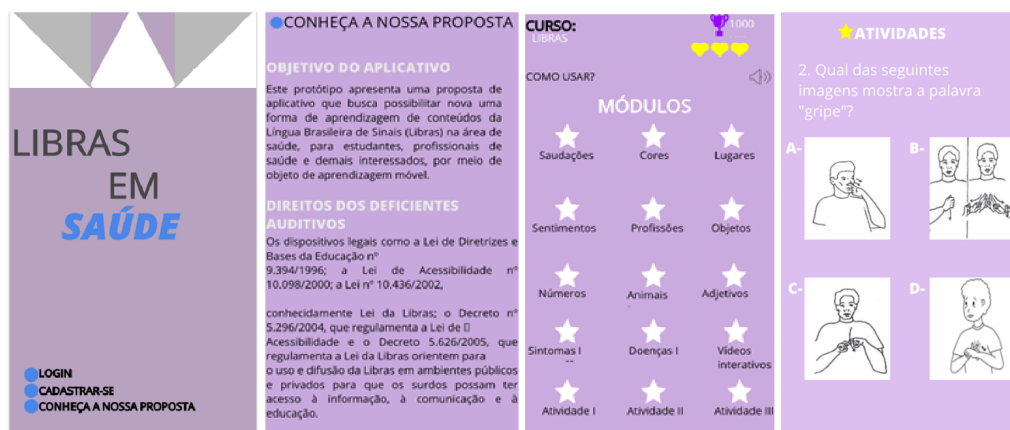 LIBRAS
EM
SAÚDE
LOGIN
CADASTRAR-SE
CONHEÇA A NOSSA PROPOSTA
CONHEÇA A NOSSA PROPOSTA
OBJETIVO DO APLICATIVO
Este protótipo apresenta uma proposta de
aplicativo que busca possibilitar nova uma
forma de aprendizagem de conteúdos da
Língua Brasileira de Sinais (Libras) na área de
saúde, para estudantes, profissionais de
saúde e demais interessados, por meio de
objeto de aprendizagem móvel.
DIREITOS DOS DEFICIENTES
AUDITIVOS
Os dispositivos legais como a Lei de Diretrizes e
Bases da Educação nº
9.394/1996; a Lei de Acessibilidade nº
10.098/2000; a Lei nº 10.436/2002,
conhecidamente Lei da Libras; o Decreto nº
5.296/2004, que regulamenta a Lei de
Acessibilidade e o Decreto 5.626/2005, que
regulamenta a Lei da Libras orientem para
o uso e difusão da Libras em ambientes públicos
e privados para que os surdos possam ter
acesso à informação, à comunicação e à
educação.
CURSO:
LIBRAS
1000
COMO USAR?
MÓDULOS
Saudações Cores Lugares
Sentimentos Profissões Objetos
Números Animais Adjetivos
Sintomas I Doenças I Vídeos
interativos
Atividade I Atividade II Atividade III
ATIVIDADES
2. Qual das seguintes
imagens mostra a palavra
"gripe"?
A- B-
C- D-